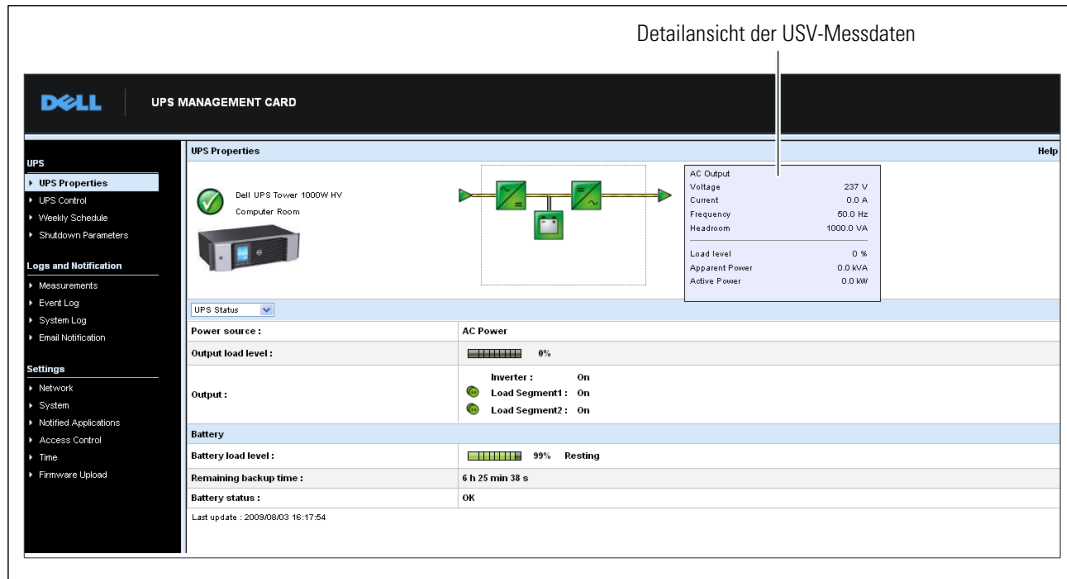 Detailansicht der USV-Messdaten
DELL UPS MANAGEMENT CARD
UPS
UPS Properties
UPS Control
Weekly Schedule
Shutdown Parameters
Logs and Notification
Measurements
Event Log
System Log
Email Notification
Settings
Network
System
Notified Applications
Access Control
Time
Firmware Upload
UPS Properties Help
Dell UPS Tower 1000W HV
Computer Room
AC Output
Voltage 237 V
Current 0.0 A
Frequency 50.0 Hz
Headroom 1000.0 VA
Load level 0 %
Apparent Power 0.0 kVA
Active Power 0.0 kW
UPS Status
Power source : AC Power
Output load level : 0%
Output :
Inverter : On
Load Segment1 : On
Load Segment2 : On
Battery
Battery load level : 99% Resting
Remaining backup time : 6 h 25 min 38 s
Battery status : OK
Last update : 2009/08/03 16:17:54